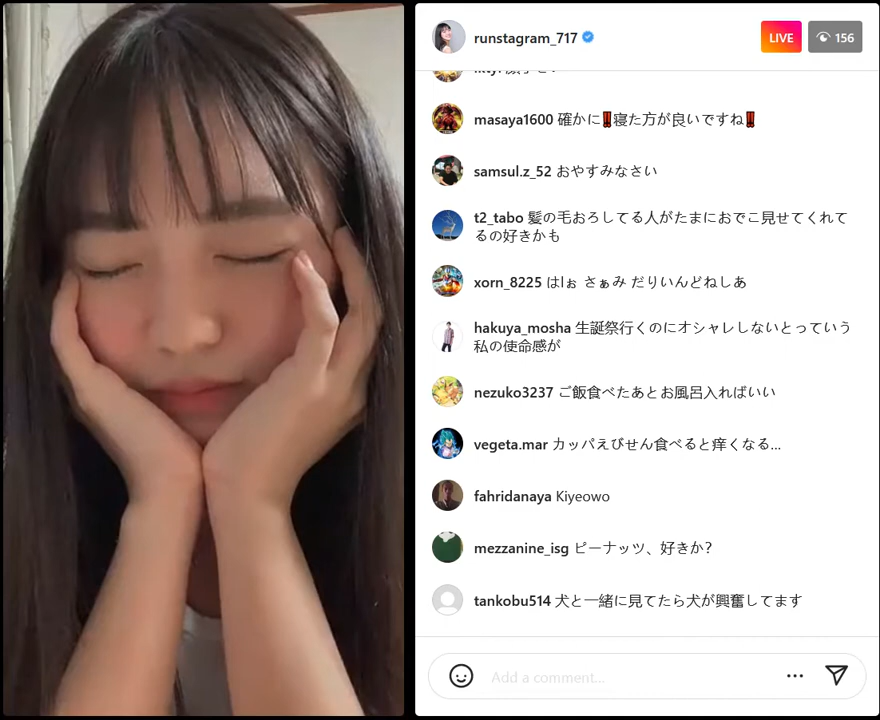 runstagram_717
LIVE
156
masaya1600 確かに❗寝た方が良いですね❗
samsul.z_52 おやすみなさい
t2_tabo 髪の毛おろしてる人がたまにおでこ見せてくれて
るの好きかも
xorn_8225 はlぉ さぁみ だりいんどねしあ
hakuya_mosha 生誕祭行くのにオシャレしないとっていう
私の使命感が
nezuko3237 ご飯食べたあとお風呂入ればいい
vegeta.mar カッパえびせん食べると痒くなる...
fahridanaya Kiyeowo
mezzanine_isg ピーナッツ、好きか?
tankobu514 犬と一緒に見てたら犬が興奮してます
Add a comment...